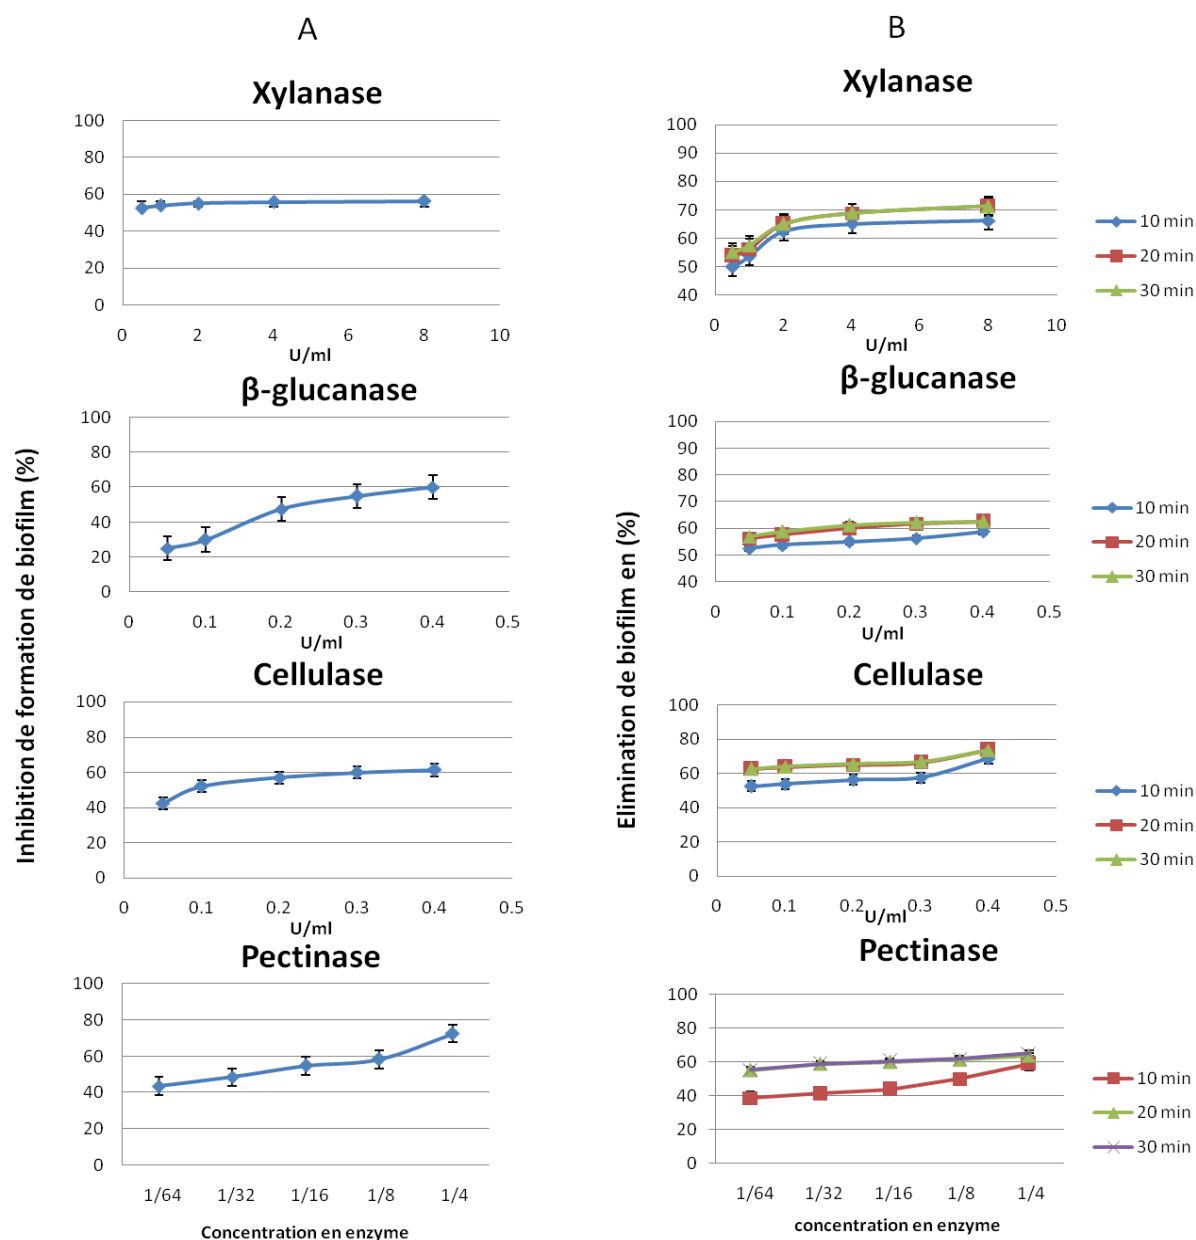 A
B
Inhibition de formation de biofilm (%)
Elimination de biofilm en (%)
Xylanase
100
80
60
40
20
0
0 2 4 6 8 10
U/ml
β-glucanase
100
80
60
40
20
0
0 0.1 0.2 0.3 0.4 0.5
U/ml
Cellulase
100
80
60
40
20
0
0 0.1 0.2 0.3 0.4 0.5
U/ml
Pectinase
100
80
60
40
20
0
1/64 1/32 1/16 1/8 1/4
Concentration en enzyme
Xylanase
100
90
80
70
60
50
40
0 2 4 6 8 10
U/ml
10 min
20 min
30 min
β-glucanase
100
90
80
70
60
50
40
0 0.1 0.2 0.3 0.4 0.5
U/ml
10 min
20 min
30 min
Cellulase
100
80
60
40
20
0
0 0.1 0.2 0.3 0.4 0.5
U/ml
10 min
20 min
30 min
Pectinase
100
80
60
40
20
0
1/64 1/32 1/16 1/8 1/4
concentration en enzyme
10 min
20 min
30 min